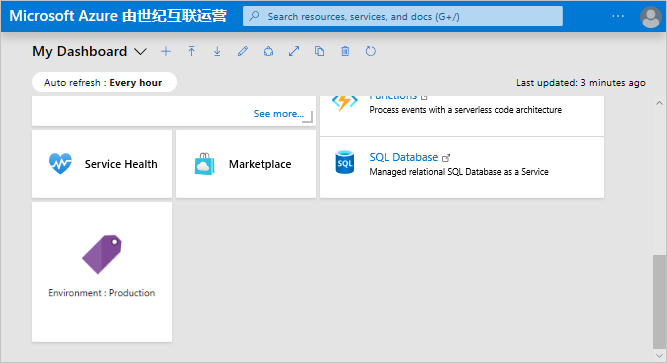 Microsoft Azure 由世纪互联运营
Search resources, services, and docs (G+/)
My Dashboard
Auto refresh : Every hour
Last updated: 3 minutes ago
Functions
Process events with a serverless code architecture
See more...
Service Health
Marketplace
SQL Database
Managed relational SQL Database as a Service
Environment : Production